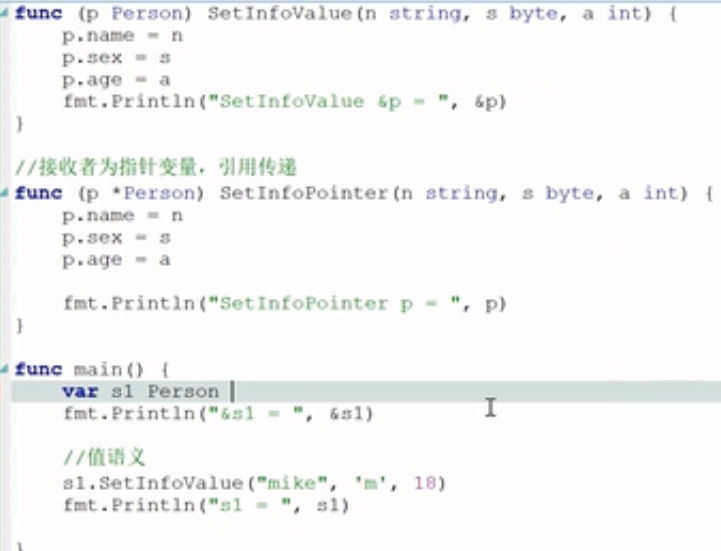 func (p Person) SetInfoValue(n string, s byte, a int) {
    p.name = n
    p.sex = s
    p.age = a
    fmt.Println("SetInfoValue &p = ", &p)
}
//接收者为指针变量，引用传递
func (p *Person) SetInfoPointer(n string, s byte, a int) {
    p.name = n
    p.sex = s
    p.age = a
    fmt.Println("SetInfoPointer p = ", p)
}
func main() {
    var s1 Person
    fmt.Println("&s1 = ", &s1)
    //值语义
    s1.SetInfoValue("mike", 'm', 18)
    fmt.Println("s1 = ", s1)
}